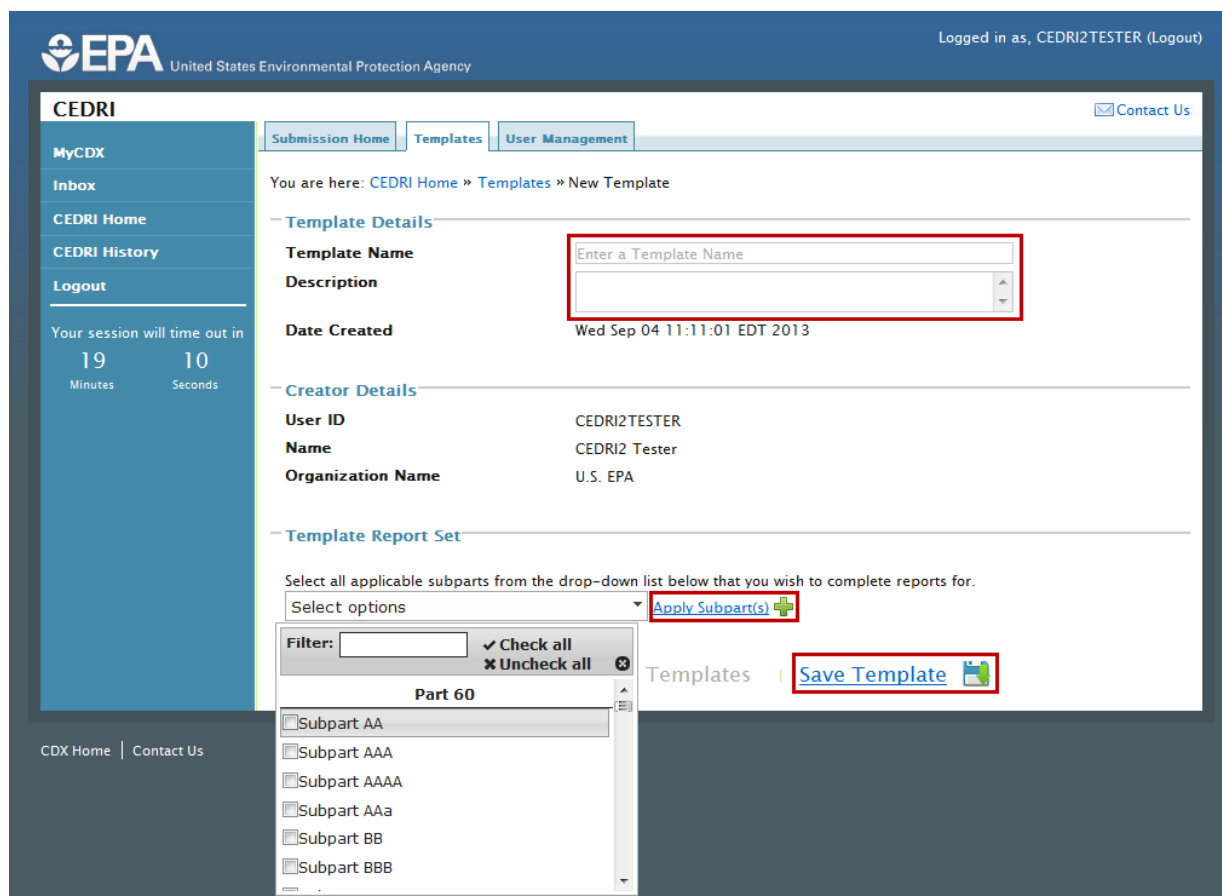 Logged in as, CEDRI2TESTER (Logout)
EPA United States Environmental Protection Agency
CEDRI
Contact Us
MyCDX
Inbox
CEDRI Home
CEDRI History
Logout
Your session will time out in
19 10
Minutes Seconds
Submission Home Templates User Management
You are here: CEDRI Home » Templates » New Template
Template Details
Template Name Enter a Template Name
Description
Date Created Wed Sep 04 11:11:01 EDT 2013
Creator Details
User ID CEDRI2TESTER
Name CEDRI2 Tester
Organization Name U.S. EPA
Template Report Set
Select all applicable subparts from the drop-down list below that you wish to complete reports for.
Select options Apply Subpart(s)
Filter: Check all
Uncheck all
Templates Save Template
Part 60
Subpart AA
Subpart AAA
Subpart AAAA
Subpart AAa
Subpart BB
Subpart BBB
CDX Home | Contact Us